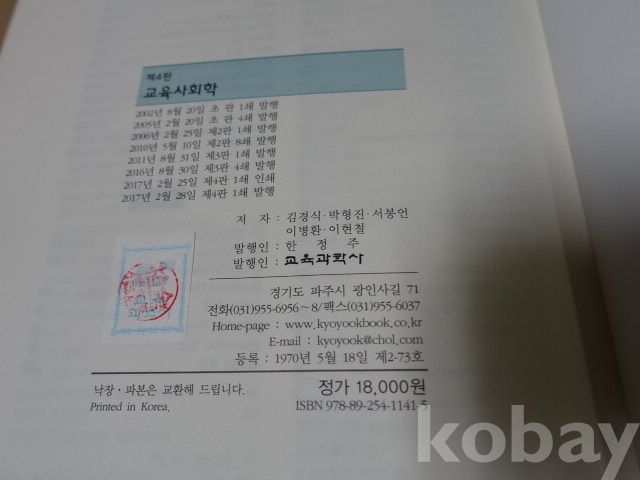 제4판
교육사회학
2002년 8월 20일 초 판 1쇄 발행
2005년 2월 20일 초 판 4쇄 발행
2006년 2월 25일 제2판 1쇄 발행
2010년 5월 10일 제2판 8쇄 발행
2011년 8월 31일 제3판 1쇄 발행
2016년 8월 30일 제3판 4쇄 발행
2017년 2월 25일 제4판 1쇄 인쇄
2017년 2월 28일 제4판 1쇄 발행
저 자 : 김경식·박형진·서봉언
이병환·이현철
발행인 : 한 정 주
발행인 : 교육과학사
경기도 파주시 광인사길 71
전화(031)955-6956~8/팩스(031)955-6037
Home-page : www.kyoyookbook.co.kr
E-mail : kyoyook@chol.com
등록 : 1970년 5월 18일 제2-73호
낙장·파본은 교환해 드립니다.
Printed in Korea.
정가 18,000원
ISBN 978-89-254-1141-5
kobay